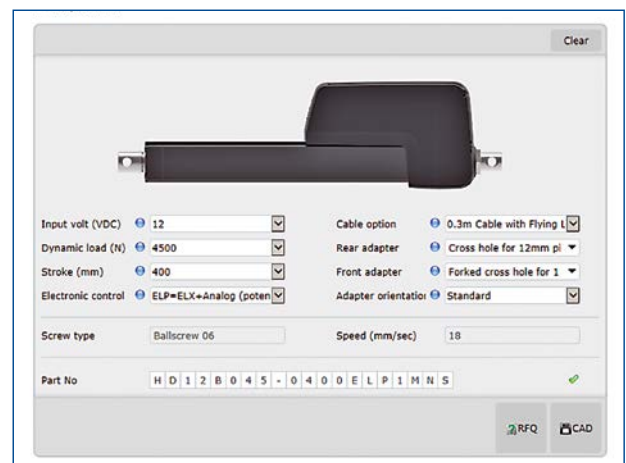 Clear
Input volt (VDC) 12 Cable option 0.3m Cable with Flying L
Dynamic load (N) 4500 Rear adapter Cross hole for 12mm pi
Stroke (mm) 400 Front adapter Forked cross hole for 1
Electronic control ELP=ELX+Analog (poten Adapter orientatio Standard
Screw type Ballscrew 06 Speed (mm/sec) 18
Part No HD12B045-0400ELP1MNS
RFQ CAD